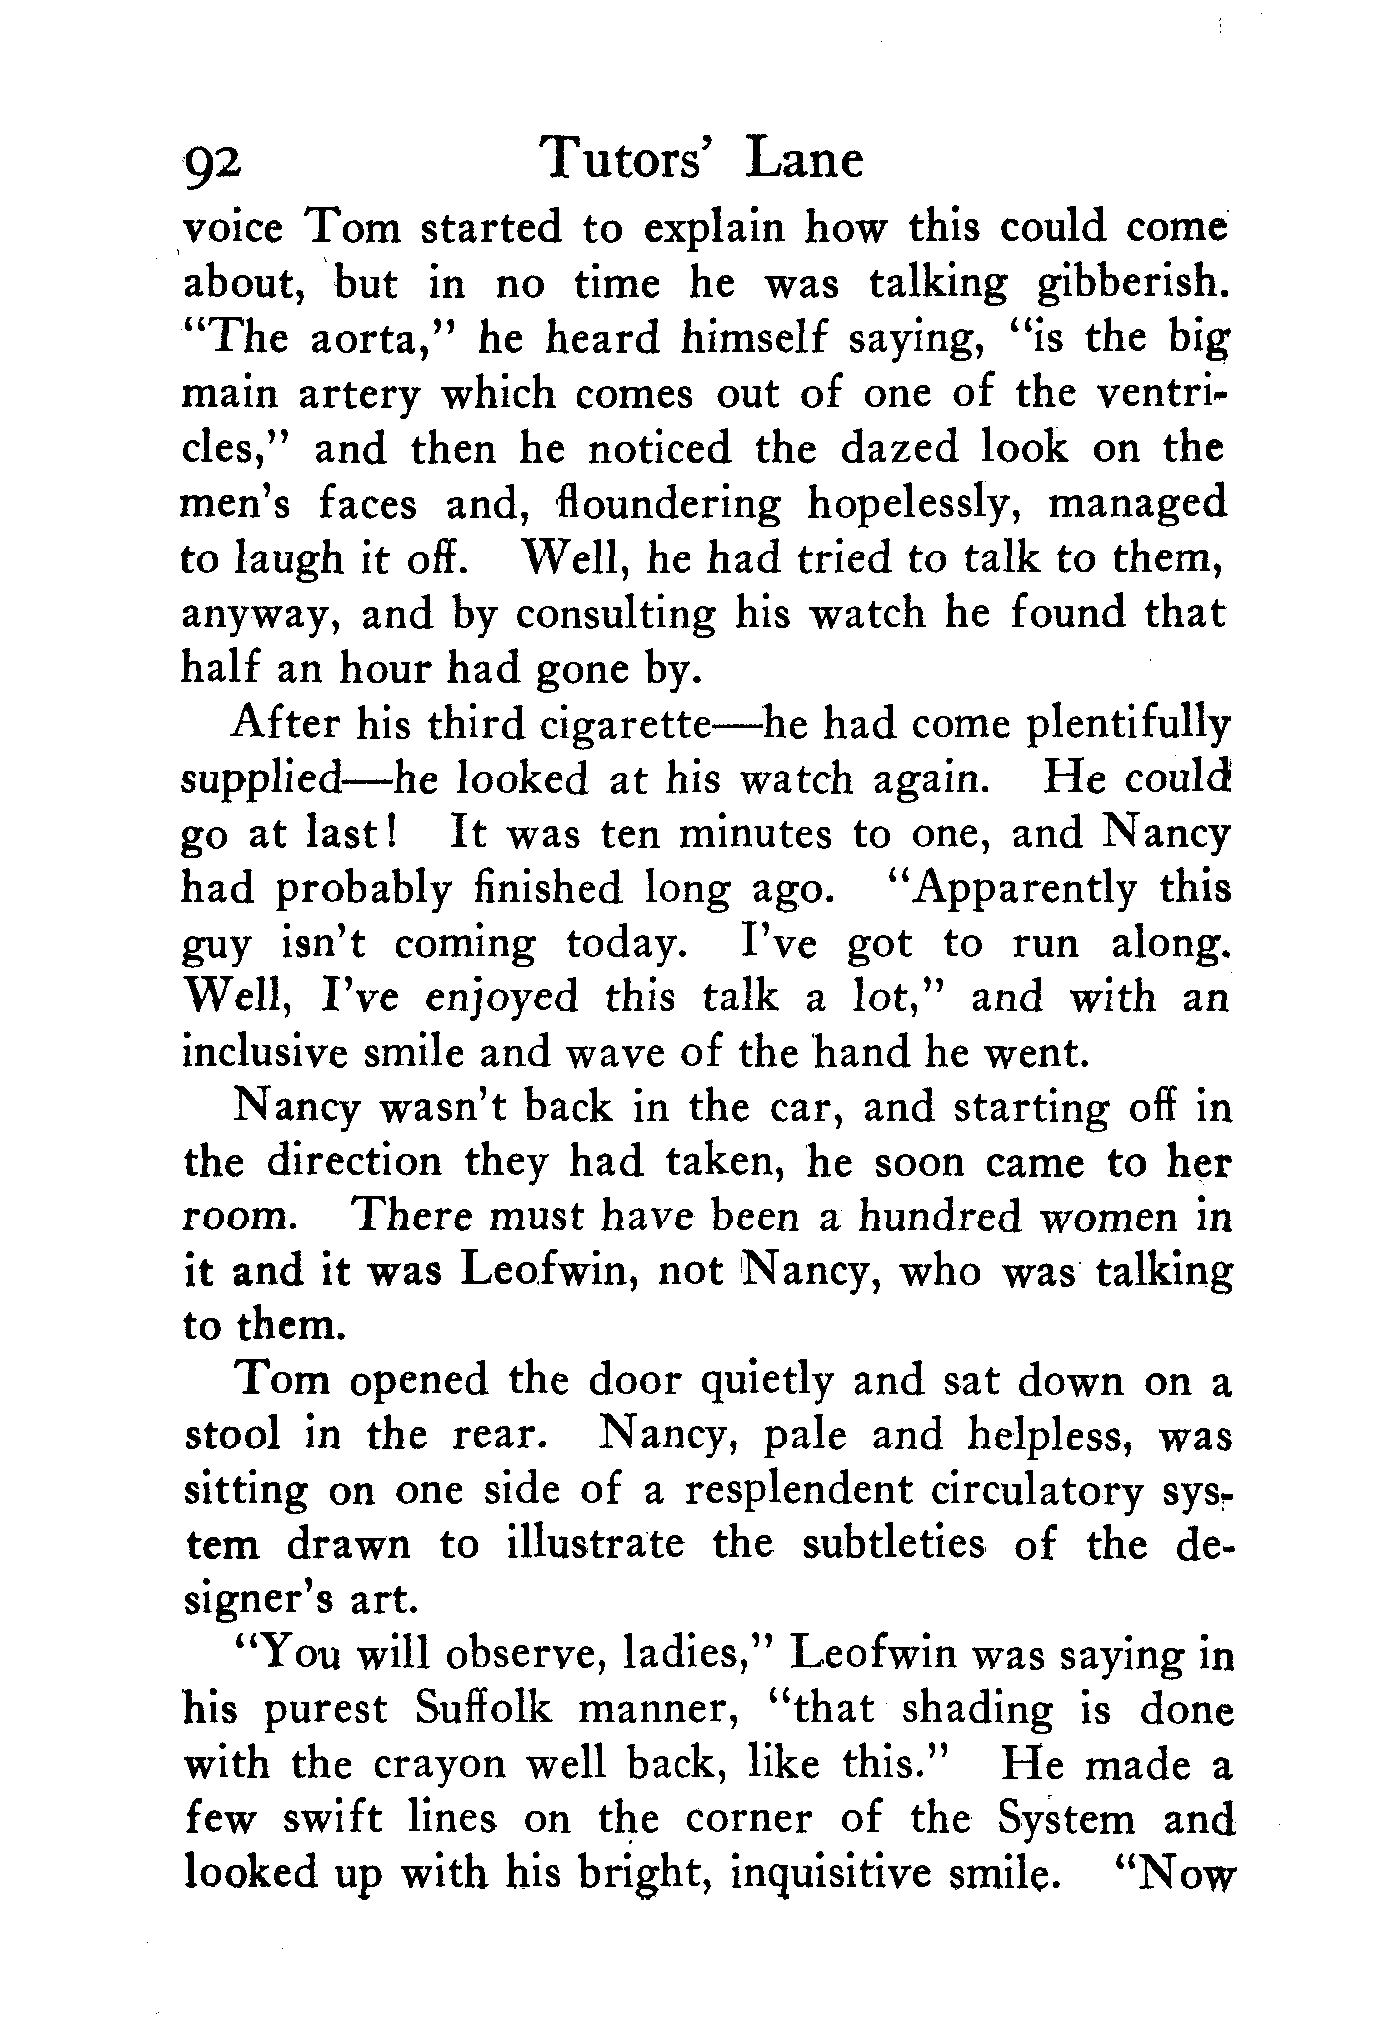 92 Tutors' Lane
voice Tom started to explain how this could come
about, but in no time he was talking gibberish.
"The aorta," he heard himself saying, "is the big
main artery which comes out of one of the ventri-
cles," and then he noticed the dazed look on the
men's faces and, floundering hopelessly, managed
to laugh it off. Well, he had tried to talk to them,
anyway, and by consulting his watch he found that
half an hour had gone by.
After his third cigarette—he had come plentifully
supplied—he looked at his watch again. He could
go at last! It was ten minutes to one, and Nancy
had probably finished long ago. "Apparently this
guy isn't coming today. I've got to run along.
Well, I've enjoyed this talk a lot," and with an
inclusive smile and wave of the hand he went.
Nancy wasn't back in the car, and starting off in
the direction they had taken, he soon came to her
room. There must have been a hundred women in
it and it was Leofwin, not Nancy, who was talking
to them.
Tom opened the door quietly and sat down on a
stool in the rear. Nancy, pale and helpless, was
sitting on one side of a resplendent circulatory sys-
tem drawn to illustrate the subtleties of the de-
signer's art.
"You will observe, ladies," Leofwin was saying in
his purest Suffolk manner, "that shading is done
with the crayon well back, like this." He made a
few swift lines on the corner of the System and
looked up with his bright, inquisitive smile. "Now